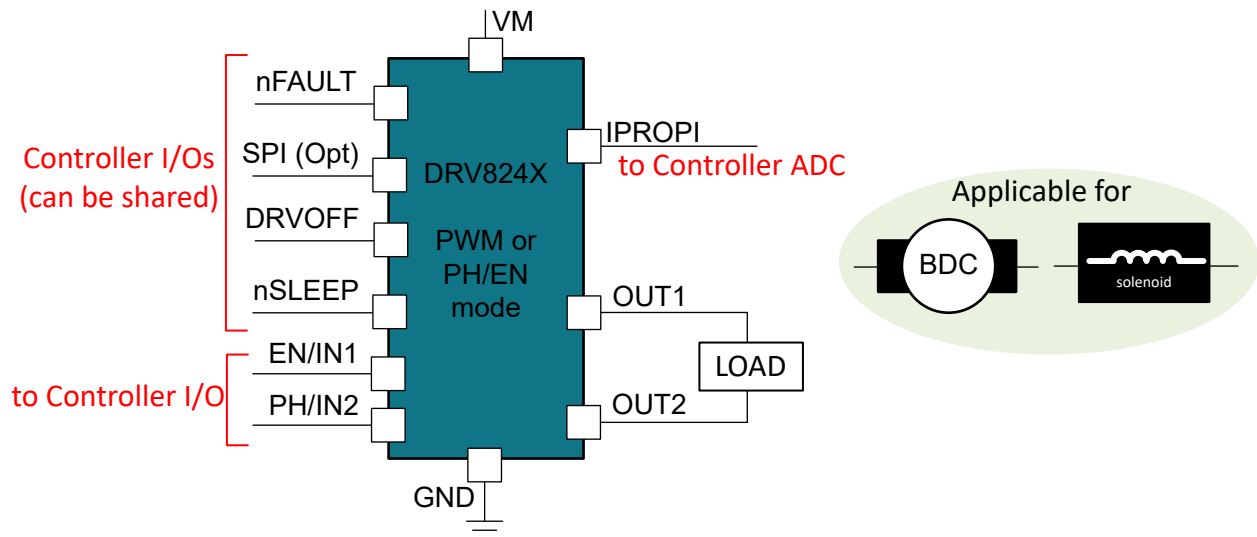 VM
nFAULT
SPI (Opt)
DRVOFF
nSLEEP
Controller I/Os
(can be shared)
EN/IN1
PH/IN2
to Controller I/O
DRV824X
PWM or
PH/EN
mode
IPROPI
to Controller ADC
OUT1
LOAD
OUT2
GND
Applicable for
BDC
solenoid